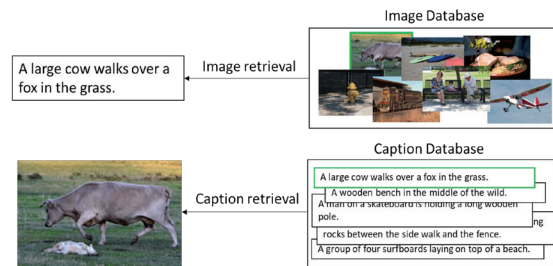 Image Database
A large cow walks over a
fox in the grass.
Image retrieval
Caption Database
A large cow walks over a fox in the grass.
A wooden bench in the middle of the wild.
A man on a skateboard is holding a long wooden
pole.
ng
rocks between the side walk and the fence.
A group of four surfboards laying on top of a beach.
Caption retrieval